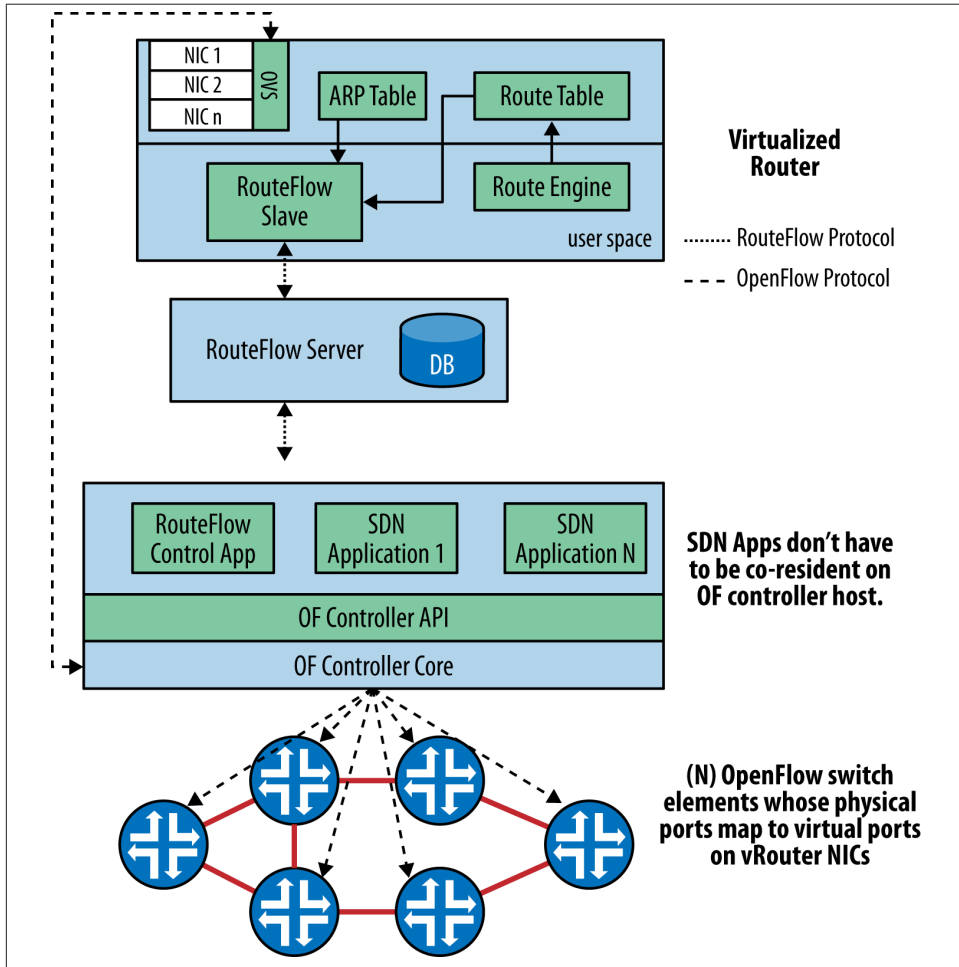 NIC 1
NIC 2
NIC n
OVS
ARP Table
Route Table
RouteFlow
Slave
Route Engine
user space
Virtualized
Router
RouteFlow Protocol
OpenFlow Protocol
RouteFlow Server
DB
RouteFlow
Control App
SDN
Application 1
SDN
Application N
OF Controller API
OF Controller Core
SDN Apps don’t have
to be co-resident on
OF controller host.
(N) OpenFlow switch
elements whose physical
ports map to virtual ports
on vRouter NICs